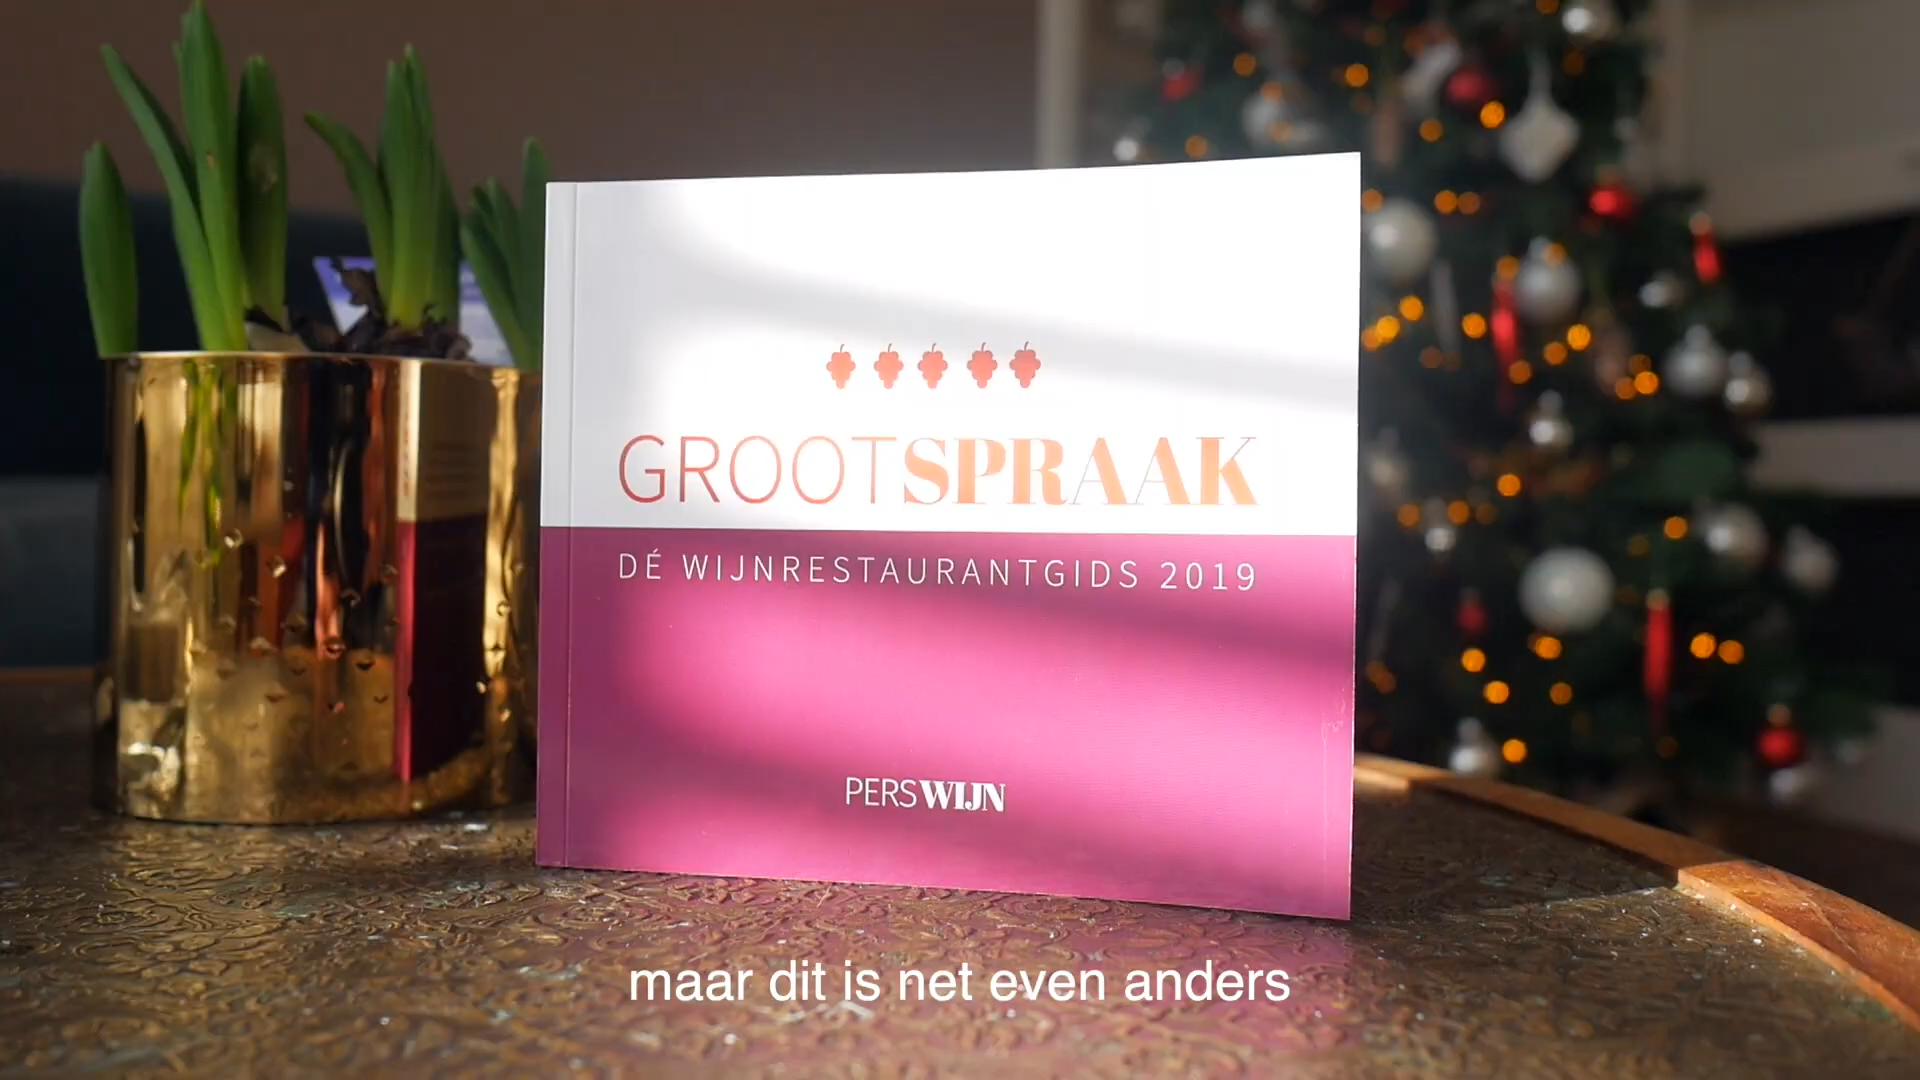 GROOTSPRAAK
DÉ WIJNRESTAURANTGIDS 2019
PERSWIJN
maar dit is net even anders